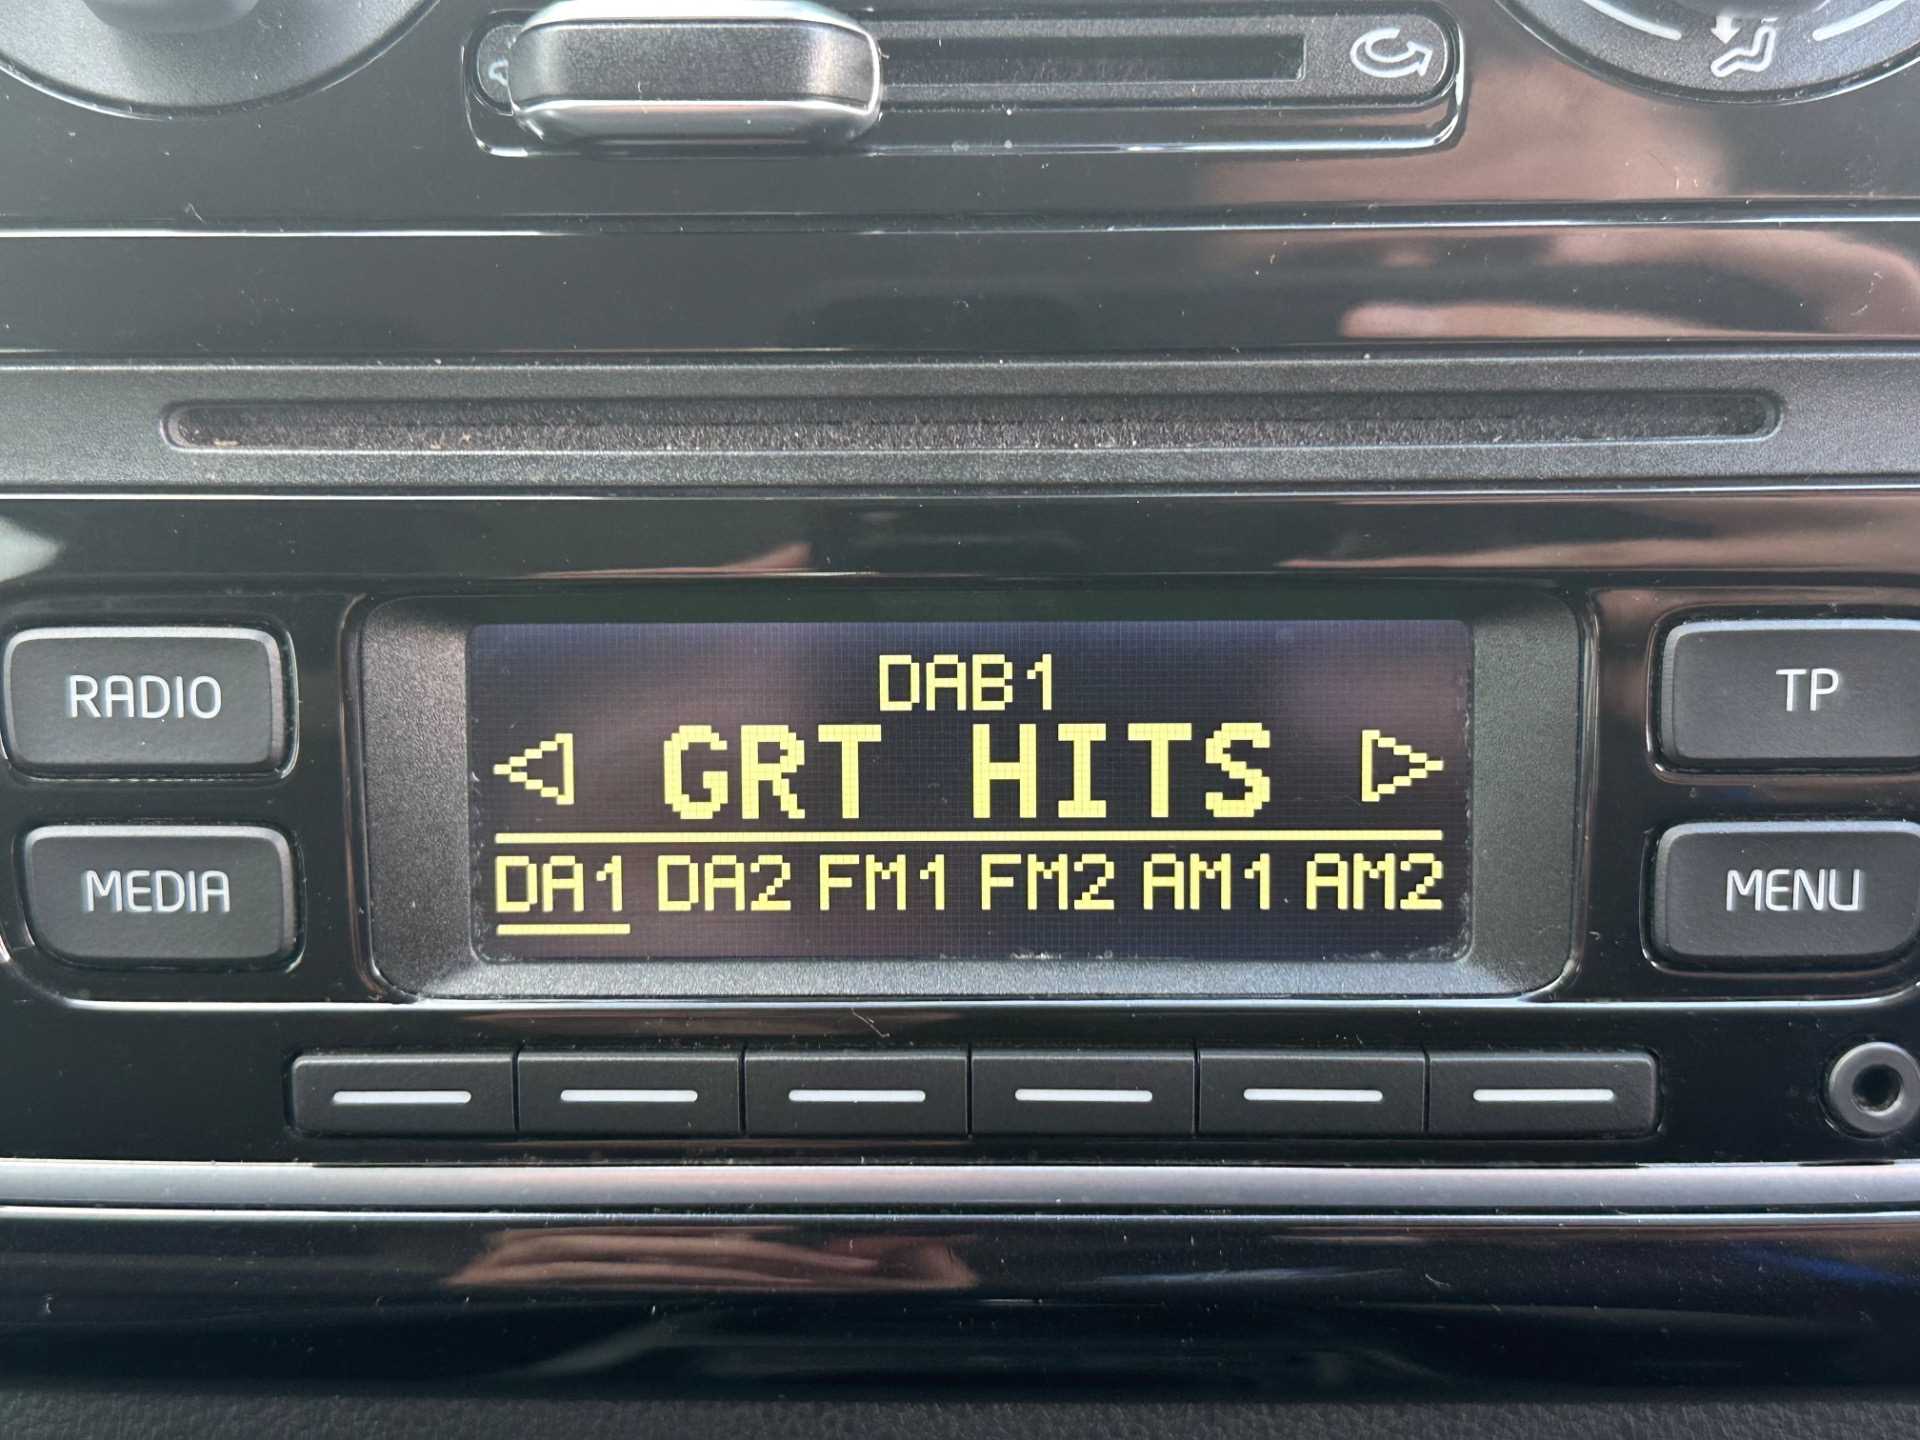 RADIO
MEDIA
DAB1
GRT HITS
DA1 DA2 FM1 FM2 AM1 AM2
TP
MENU